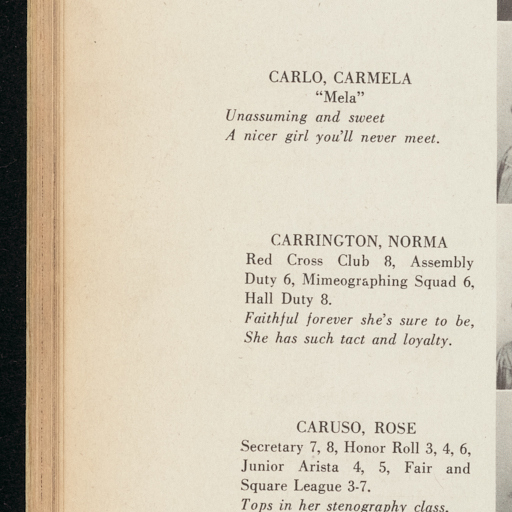 CARLO, CARMELA
“Mela”
Unassuming and sweet
A nicer girl you'll never meet.
CARRINGTON, NORMA
Red Cross Club 8, Assembly
Duty 6, Mimeographing Squad 6,
Hall Duty 8.
Faithful forever she's sure to be,
She has such tact and loyalty.
CARUSO, ROSE
Secretary 7, 8, Honor Roll 3, 4, 6,
Junior Arista 4, 5, Fair and
Square League 3-7.
Tops in her stenography class,